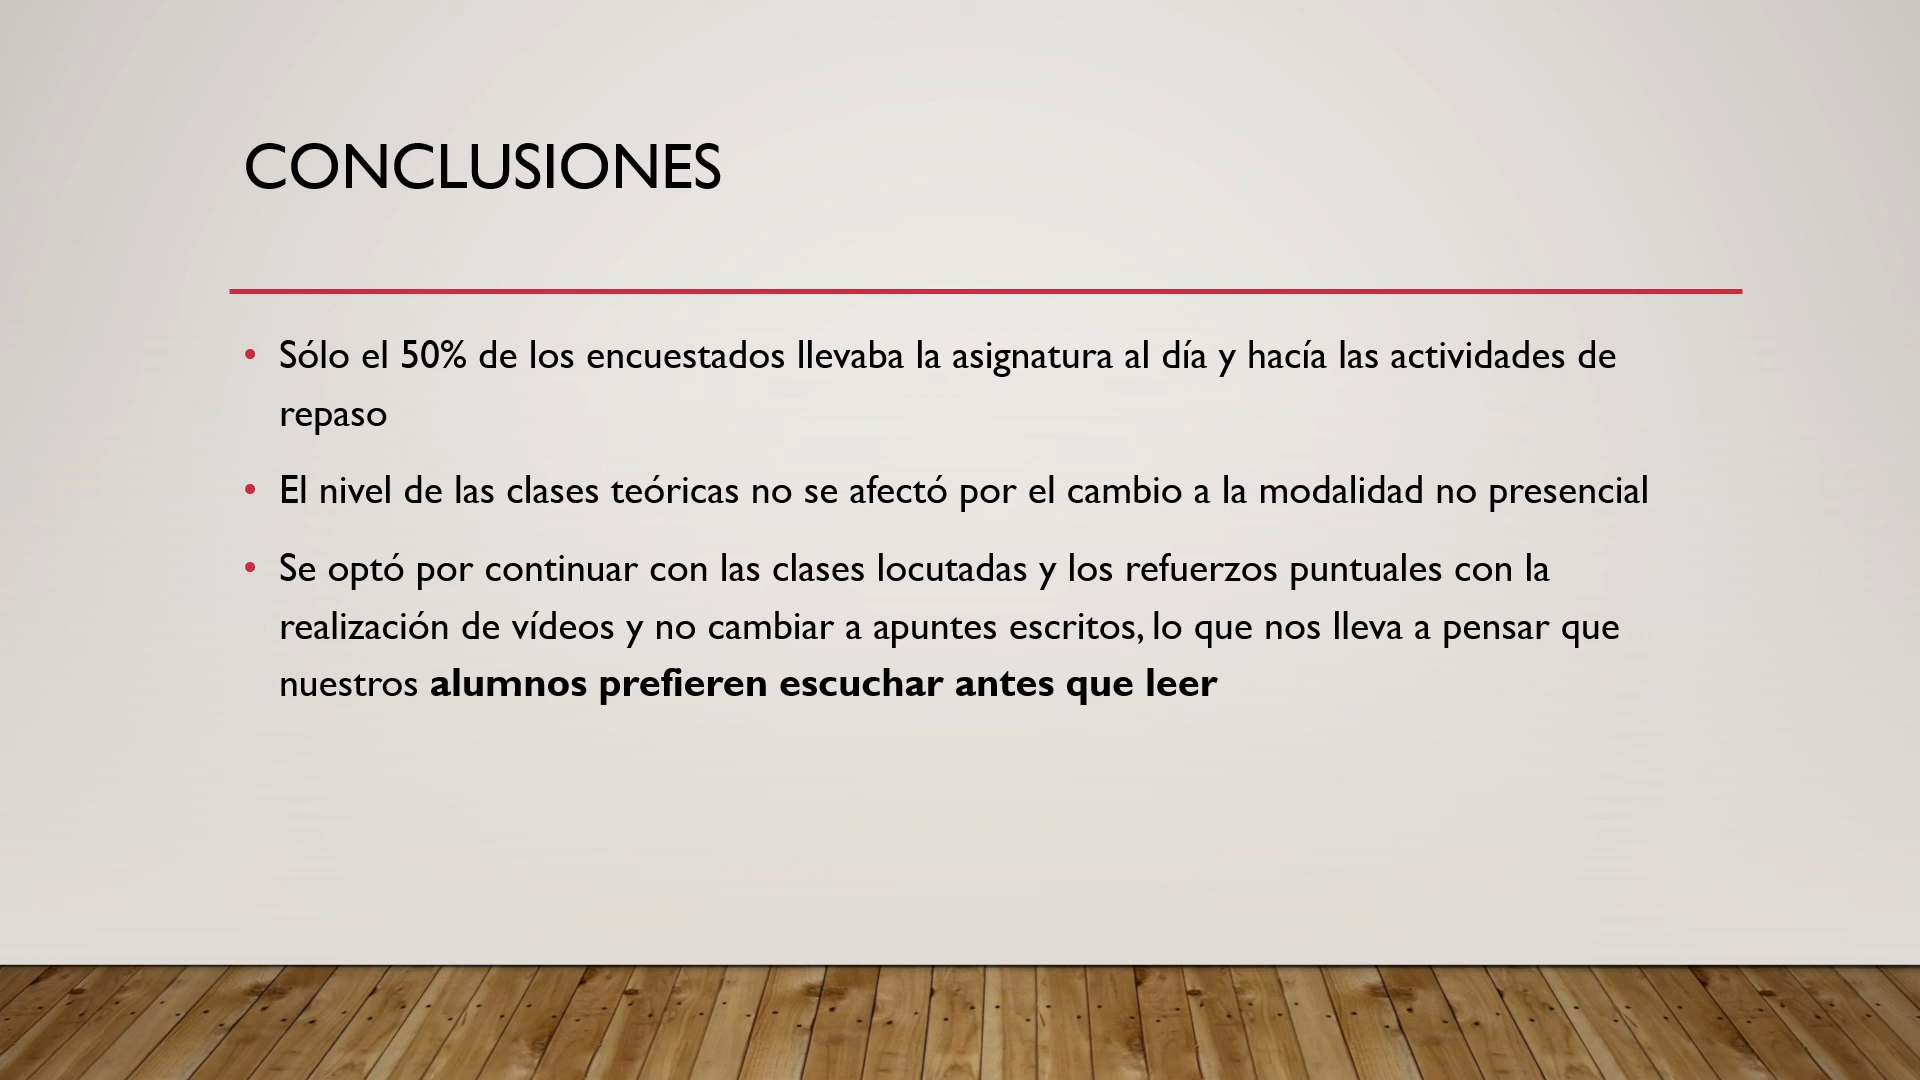 CONCLUSIONES
• Sólo el 50% de los encuestados llevaba la asignatura al día y hacía las actividades de
repaso
• El nivel de las clases teóricas no se afectó por el cambio a la modalidad no presencial
• Se optó por continuar con las clases locutadas y los refuerzos puntuales con la
realización de vídeos y no cambiar a apuntes escritos, lo que nos lleva a pensar que
nuestros alumnos prefieren escuchar antes que leer